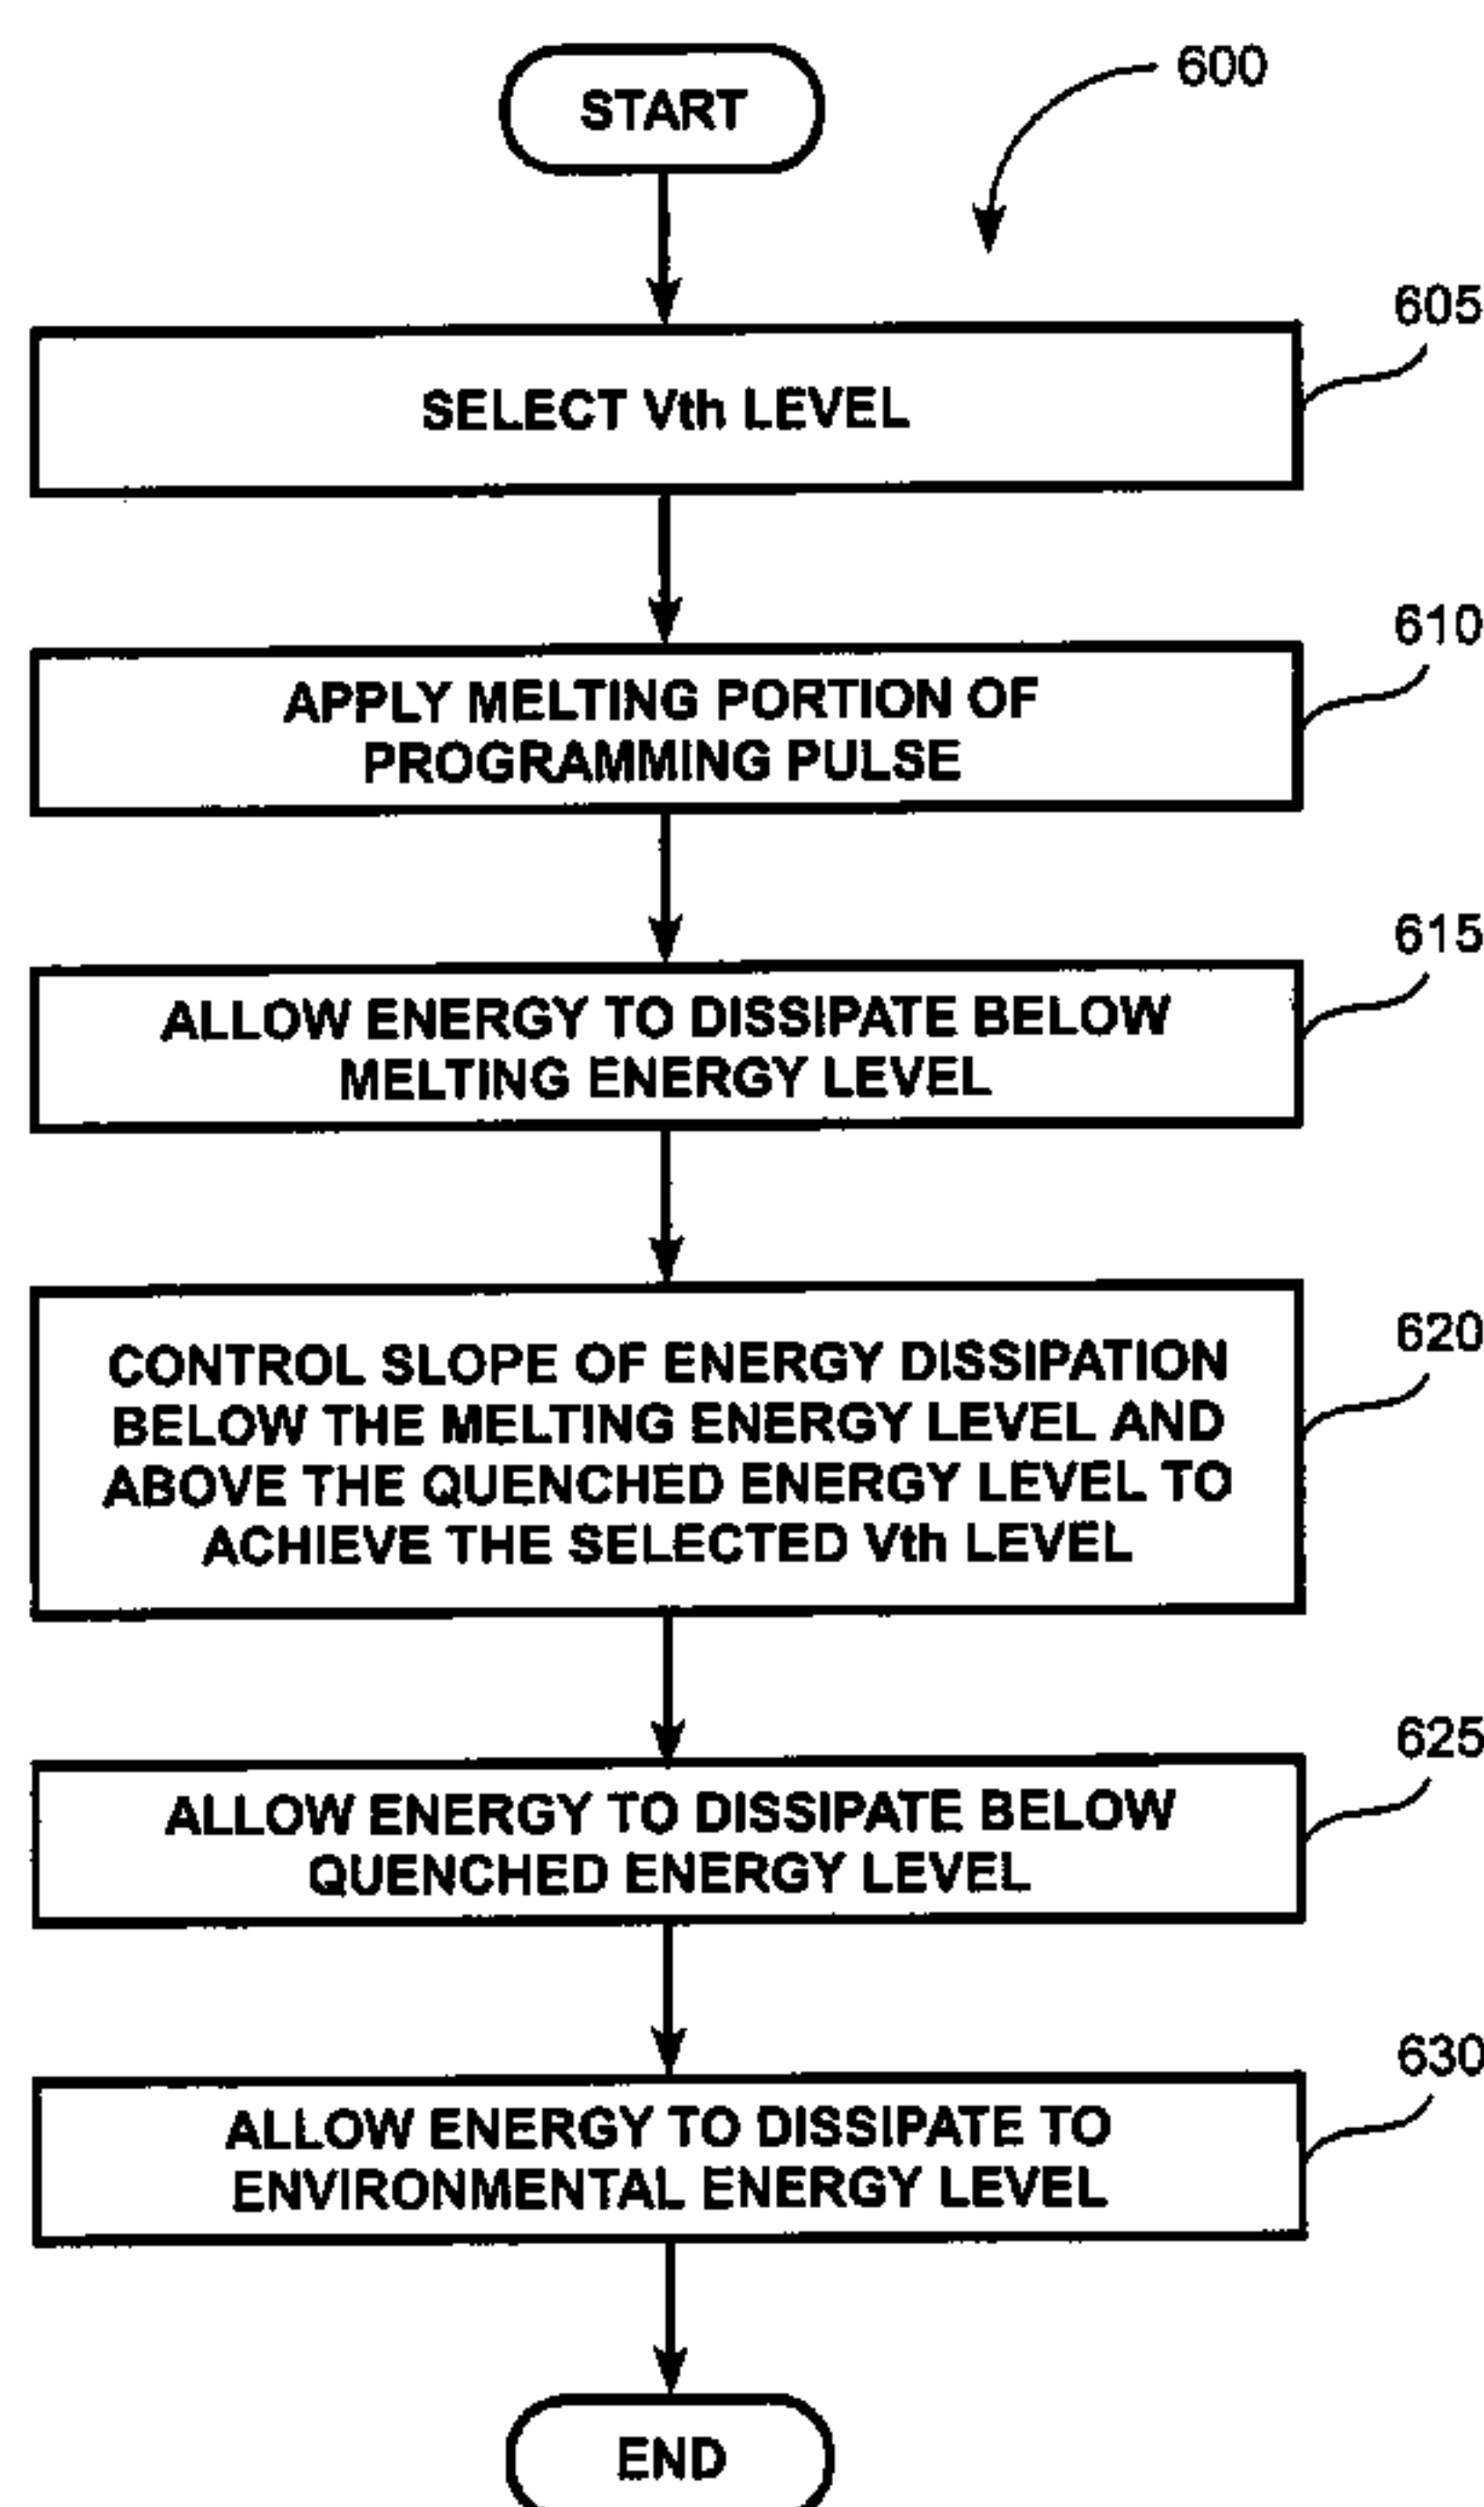 START
600
605
SELECT Vth LEVEL
610
APPLY MELTING PORTION OF
PROGRAMMING PULSE
615
ALLOW ENERGY TO DISSIPATE BELOW
MELTING ENERGY LEVEL
620
CONTROL SLOPE OF ENERGY DISSIPATION
BELOW THE MELTING ENERGY LEVEL AND
ABOVE THE QUENCHED ENERGY LEVEL TO
ACHIEVE THE SELECTED Vth LEVEL
625
ALLOW ENERGY TO DISSIPATE BELOW
QUENCHED ENERGY LEVEL
630
ALLOW ENERGY TO DISSIPATE TO
ENVIRONMENTAL ENERGY LEVEL
END